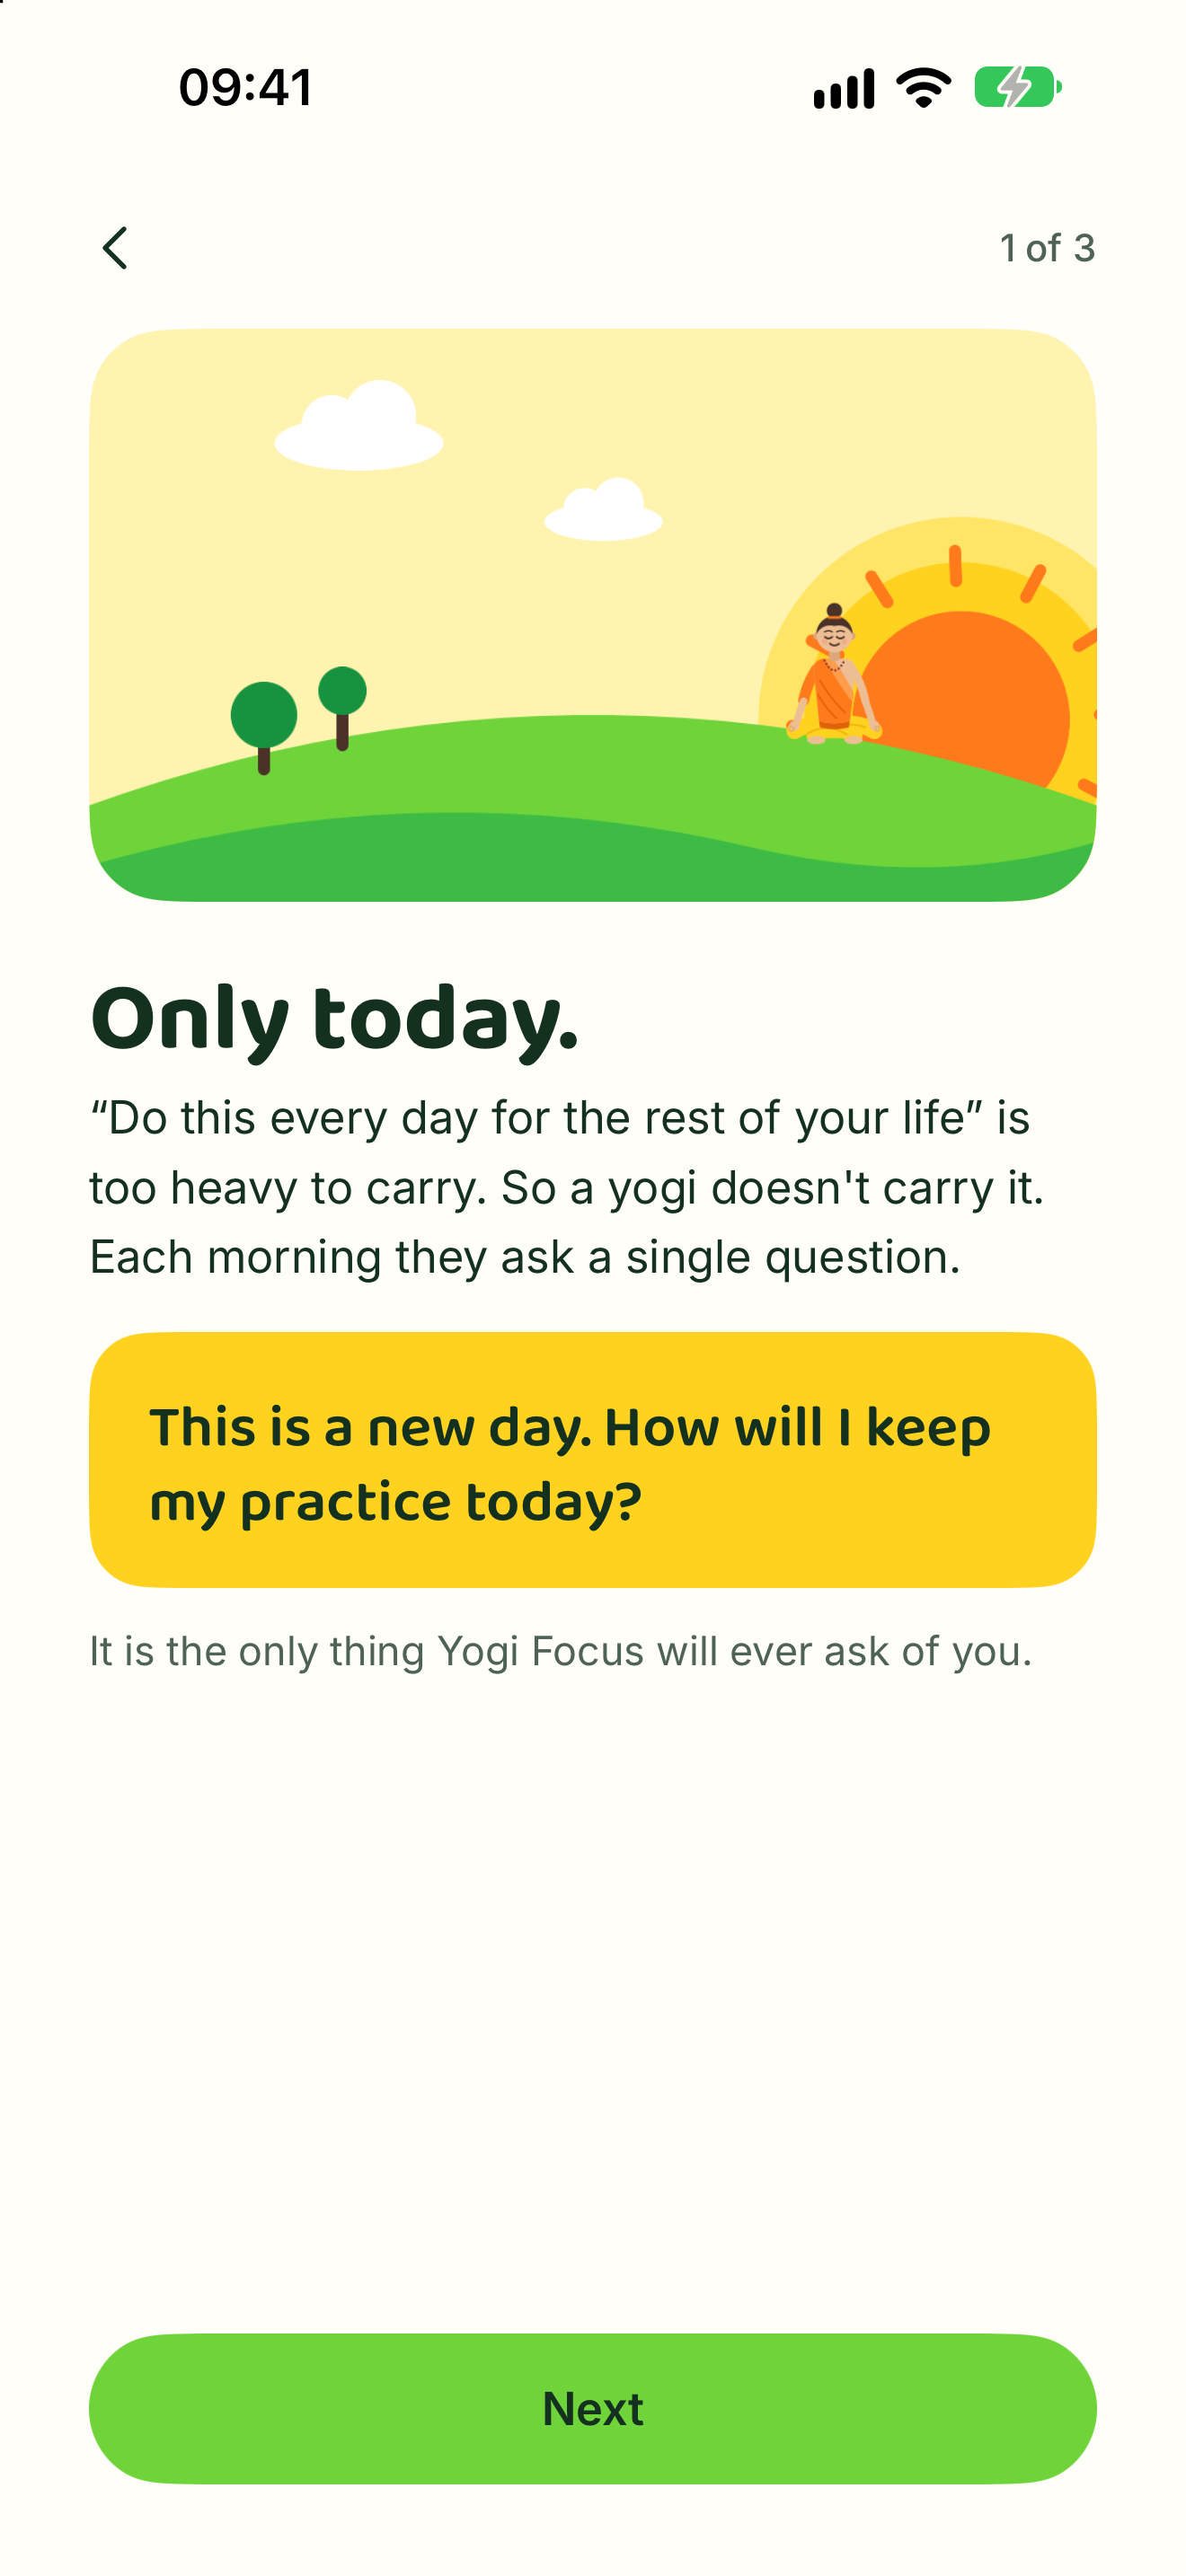 09:41
1 of 3
Only today.
“Do this every day for the rest of your life” is
too heavy to carry. So a yogi doesn't carry it.
Each morning they ask a single question.
This is a new day. How will I keep
my practice today?
It is the only thing Yogi Focus will ever ask of you.
Next